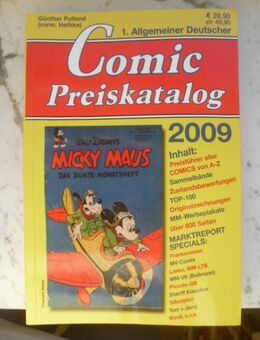 Günther Polland
(vorm. Hethke)
€ 29,90
sfr 49,90
1. Allgemeiner Deutscher
Comic
Preiskatalog
2009
WALT DISNEY'S
MICKY MAUS
DAS BUNTE MONATSHEFT
Inhalt:
Preisführer aller
COMICS von A-Z
Sammelbände
Zustandsbewertungen
TOP-100
Originalzeichnungen
MM-Werbeplakate
über 600 Seiten
MARKTREPORT
SPECIALS:
Frankenstein
MV-Comix
Lasso, MM-LTB
MM-VK (Bollmann)
Piccolo-GB
Sheriff Klassiker
Silberpfeil
Tom + Jerry